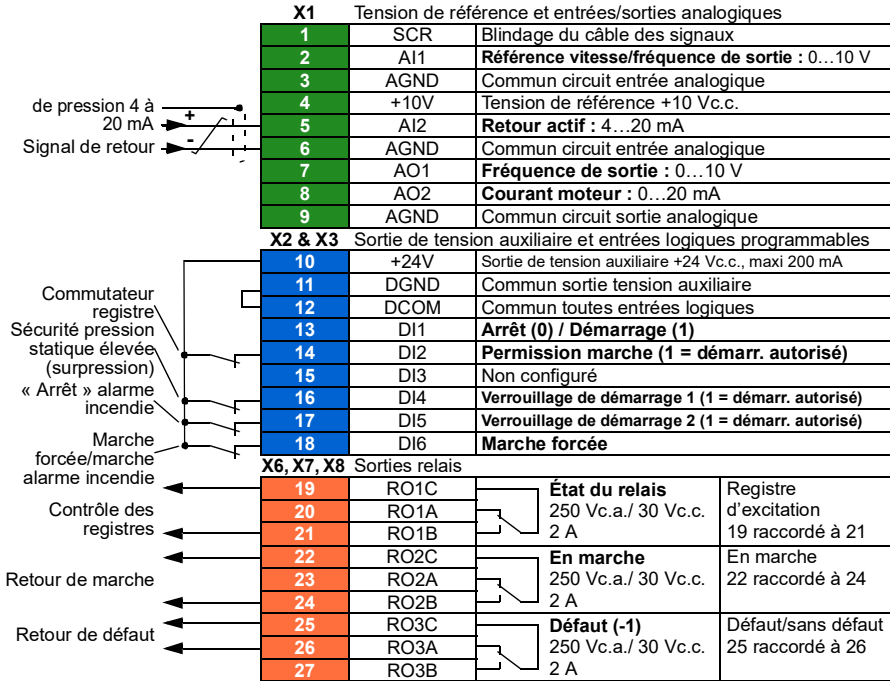 X1 Tension de référence et entrées/sorties analogiques
1 SCR Blindage du câble des signaux
2 AI1 Référence vitesse/fréquence de sortie : 0…10 V
3 AGND Commun circuit entrée analogique
de pression 4 à
20 mA
Signal de retour
+
-
4 +10V Tension de référence +10 Vc.c.
5 AI2 Retour actif : 4…20 mA
6 AGND Commun circuit entrée analogique
7 AO1 Fréquence de sortie : 0…10 V
8 AO2 Courant moteur : 0…20 mA
9 AGND Commun circuit sortie analogique
X2 & X3 Sortie de tension auxiliaire et entrées logiques programmables
10 +24V Sortie de tension auxiliaire +24 Vc.c., maxi 200 mA
11 DGND Commun sortie tension auxiliaire
12 DCOM Commun toutes entrées logiques
13 DI1 Arrêt (0) / Démarrage (1)
14 DI2 Permission marche (1 = démarr. autorisé)
15 DI3 Non configuré
16 DI4 Verrouillage de démarrage 1 (1 = démarr. autorisé)
17 DI5 Verrouillage de démarrage 2 (1 = démarr. autorisé)
18 DI6 Marche forcée
Commutateur
registre
Sécurité pression
statique élevée
(surpression)
« Arrêt » alarme
incendie
Marche
forcée/marche
alarme incendie
X6, X7, X8 Sorties relais
Contrôle des
registres
19 RO1C État du relais Registre
20 RO1A 250 Vc.a./ 30 Vc.c. d'excitation
21 RO1B 2 A 19 raccordé à 21
Retour de marche
22 RO2C En marche En marche
23 RO2A 250 Vc.a./ 30 Vc.c. 22 raccordé à 24
24 RO2B 2 A
Retour de défaut
25 RO3C Défaut (-1) Défaut/sans défaut
26 RO3A 250 Vc.a./ 30 Vc.c. 25 raccordé à 26
27 RO3B 2 A